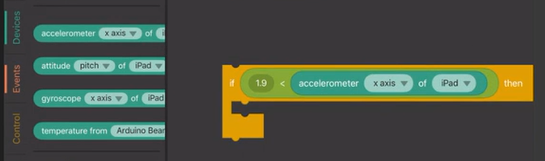 Devices
Events
Control
accelerometer x axis of i
attitude pitch of iPad
gyroscope x axis of iPad
temperature from Arduino Bear
if 1.9 < accelerometer x axis of iPad then